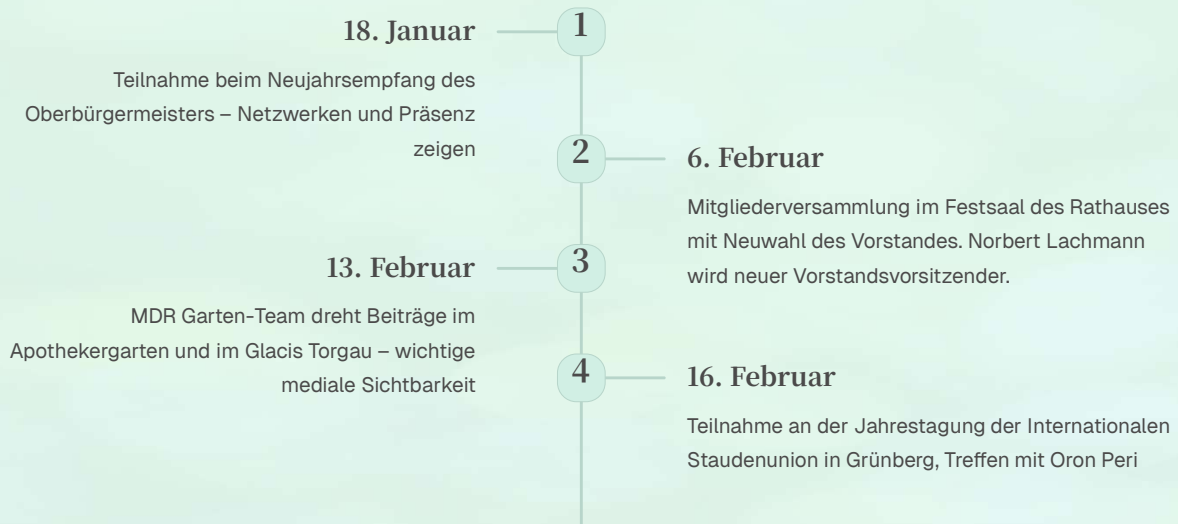 1
18. Januar
Teilnahme beim Neujahrsempfang des
Oberbürgermeisters – Netzwerken und Präsenz
zeigen
2
6. Februar
Mitgliederversammlung im Festsaal des Rathauses
mit Neuwahl des Vorstandes. Norbert Lachmann
wird neuer Vorstandsvorsitzender.
3
13. Februar
MDR Garten-Team dreht Beiträge im
Apothekergarten und im Glacis Torgau – wichtige
mediale Sichtbarkeit
4
16. Februar
Teilnahme an der Jahrestagung der Internationalen
Staudenunion in Grünberg, Treffen mit Oron Peri